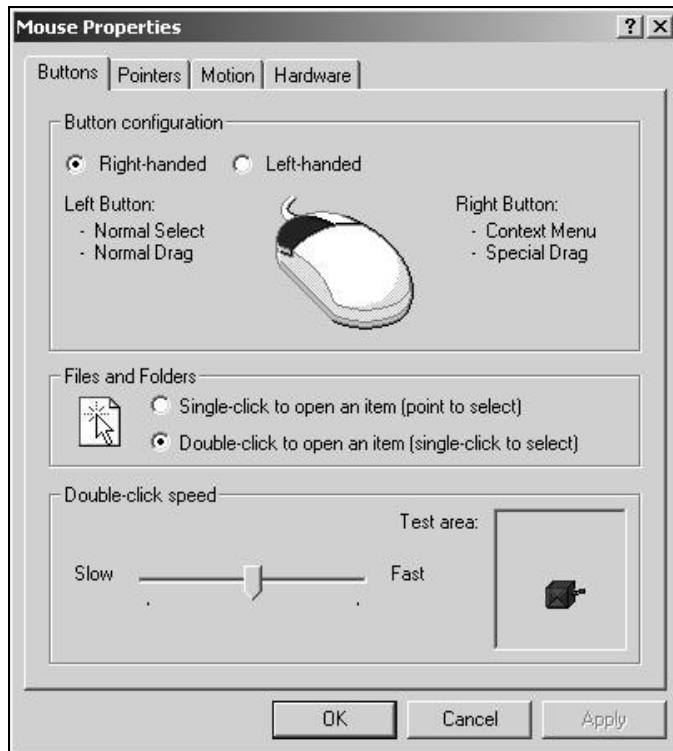 Mouse Properties
Buttons Pointers Motion Hardware
Button configuration
Right-handed Left-handed
Left Button:
- Normal Select
- Normal Drag
Right Button:
- Context Menu
- Special Drag
Files and Folders
Single-click to open an item (point to select)
Double-click to open an item (single-click to select)
Double-click speed
Test area:
Slow Fast
OK Cancel Apply